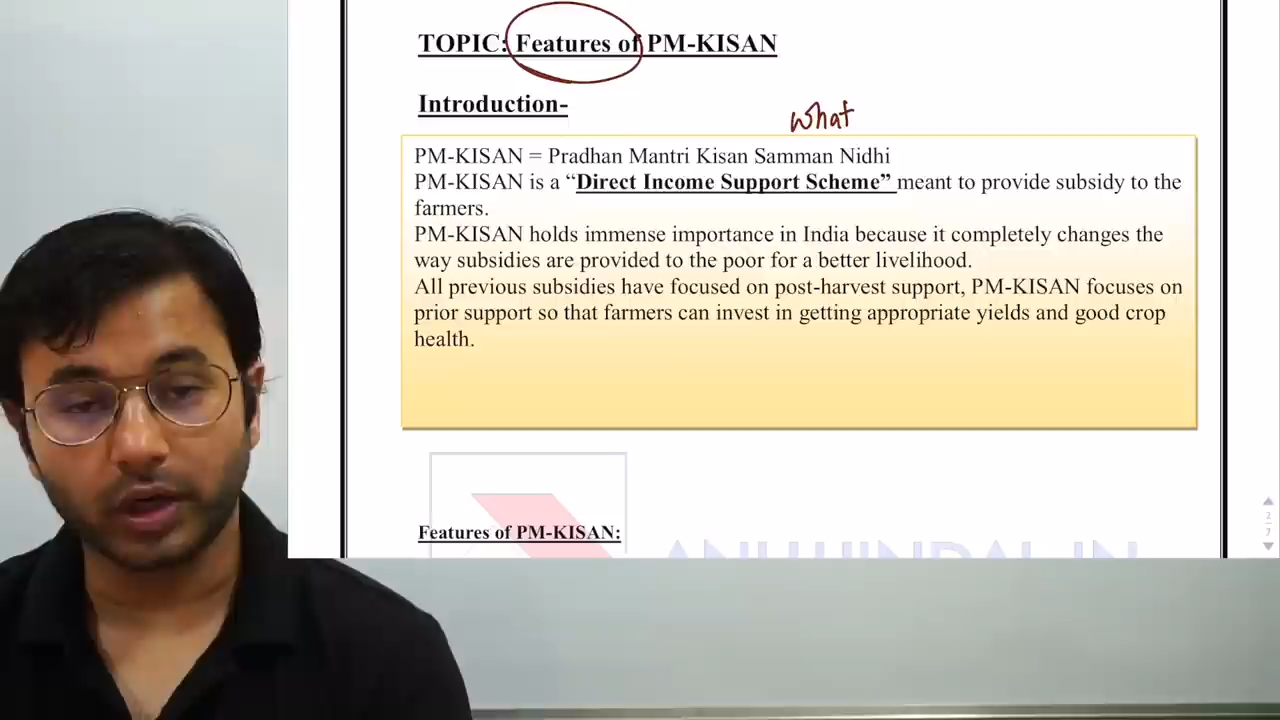 TOPIC: Features of PM-KISAN
Introduction-
what
PM-KISAN = Pradhan Mantri Kisan Samman Nidhi
PM-KISAN is a “Direct Income Support Scheme” meant to provide subsidy to the
farmers.
PM-KISAN holds immense importance in India because it completely changes the
way subsidies are provided to the poor for a better livelihood.
All previous subsidies have focused on post-harvest support, PM-KISAN focuses on
prior support so that farmers can invest in getting appropriate yields and good crop
health.
2
7
Features of PM-KISAN: